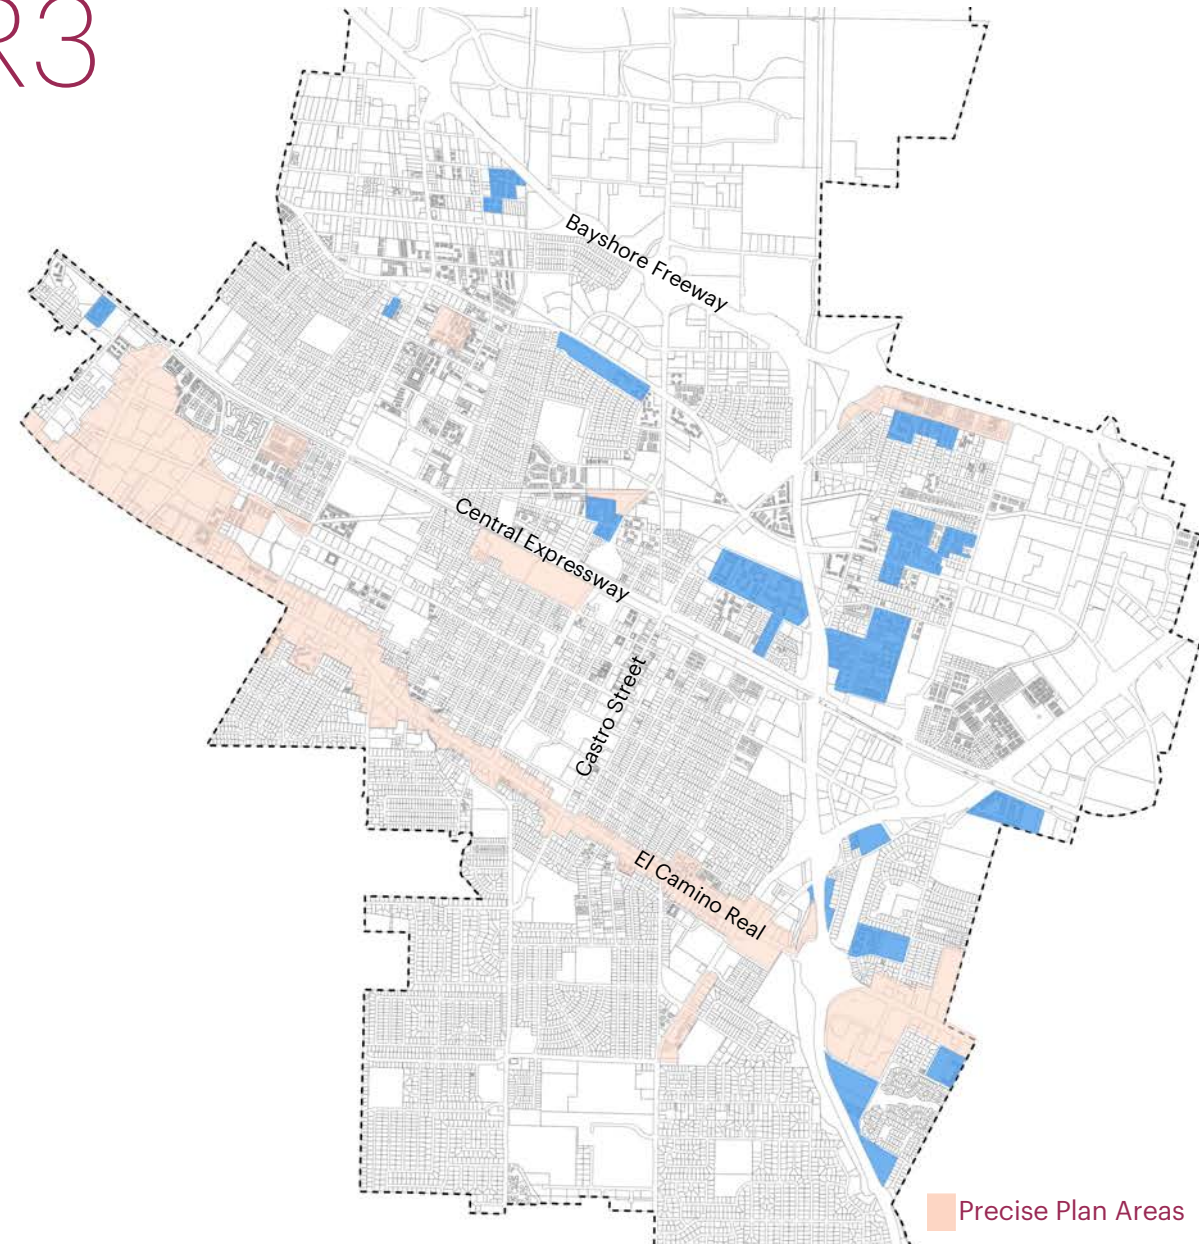 R3
Bayshore Freeway
Central Expressway
Castro Street
El Camino Real
Precise Plan Areas